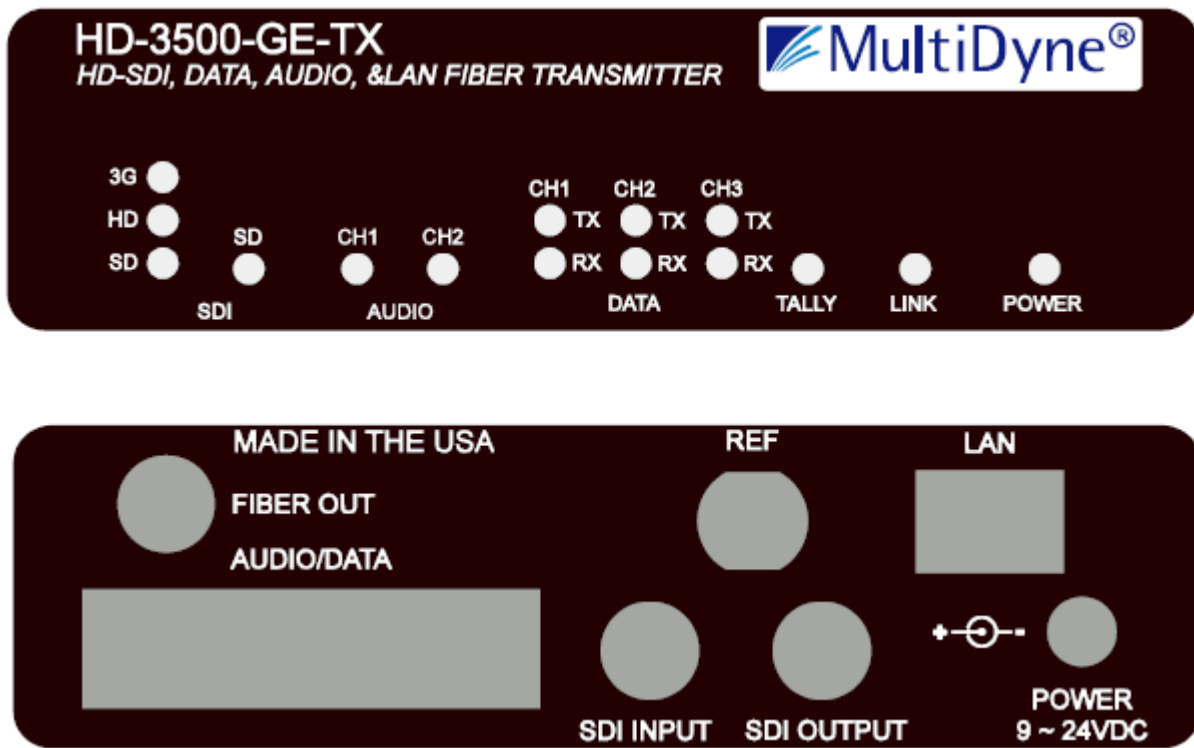 HD-3500-GE-TX
HD-SDI, DATA, AUDIO, &LAN FIBER TRANSMITTER
MultiDyne®
3G
HD
SD
SD
SDI
CH1 CH2
AUDIO
CH1 CH2 CH3
TX TX TX
RX RX RX
DATA
TALLY
LINK
POWER
MADE IN THE USA
FIBER OUT
AUDIO/DATA
REF
LAN
SDI INPUT
SDI OUTPUT
+ -
POWER
9 ~ 24VDC